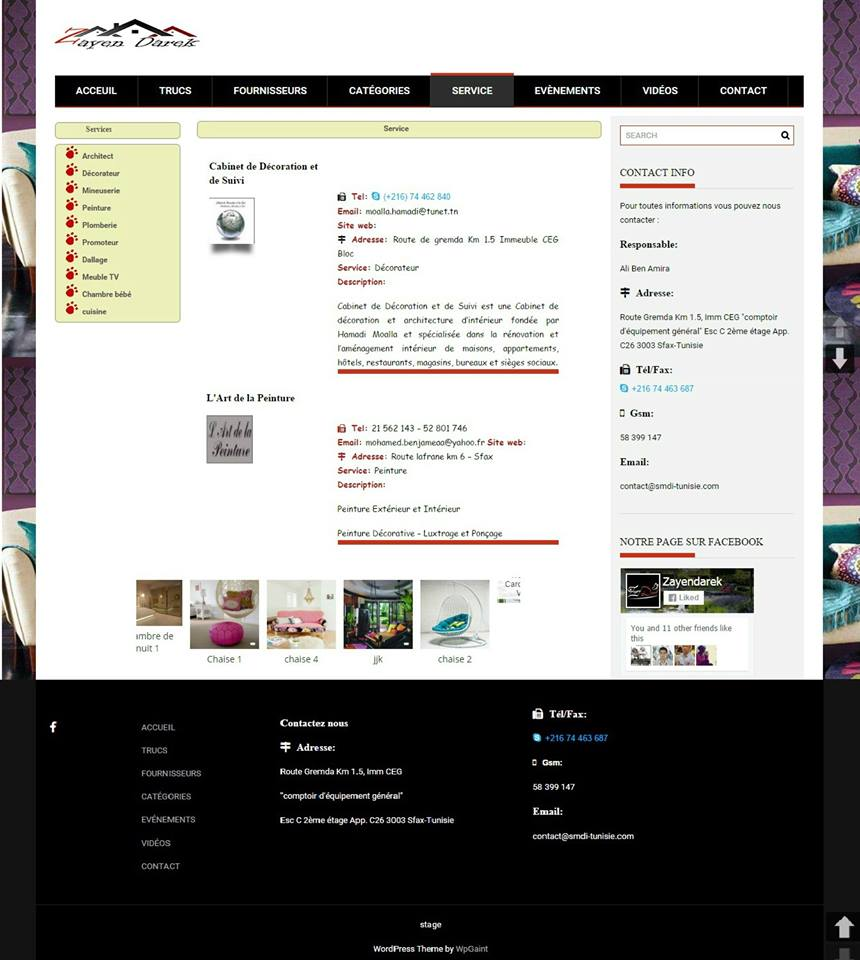 Zayen Darek
ACCEUIL TRUCS FOURNISSEURS CATÉGORIES SERVICE EVÈNEMENTS VIDÉOS CONTACT
Services
Architect
Décorateur
Mineuserie
Peinture
Plomberie
Promoteur
Dallage
Meuble TV
Chambre bébé
cuisine
Service
Cabinet de Décoration et
de Suivi
Tel: (+216) 74 462 840
Email: moalla.hamadi@tunet.tn
Site web:
Adresse: Route de gremda Km 1.5 Immeuble CEG
Bloc
Service: Décorateur
Description:
Cabinet de Décoration et de Suivi est une Cabinet de
décoration et architecture d'intérieur fondée par
Hamadi Moalla et spécialisée dans la rénovation et
l'aménagement intérieur de maisons, appartements,
hôtels, restaurants, magasins, bureaux et sièges sociaux.
L'Art de la Peinture
L'Art de la
Peinture
Tel: 21 562 143 - 52 801 746
Email: mohamed.benjameaa@yahoo.fr Site web:
Adresse: Route lafrane km 6 - Sfax
Service: Peinture
Description:
Peinture Extérieur et Intérieur
Peinture Décorative - Luxtrage et Ponçage
ambre de
nuit 1
Chaise 1
chaise 4
jjk
chaise 2
SEARCH
CONTACT INFO
Pour toutes informations vous pouvez nous
contacter :
Responsable:
Ali Ben Amira
Adresse:
Route Gremda Km 1.5, Imm CEG "comptoir
d'équipement général" Esc C 2ème étage App.
C26 3003 Sfax-Tunisie
Tél/Fax:
+216 74 463 687
Gsm:
58 399 147
Email:
contact@smdi-tunisie.com
NOTRE PAGE SUR FACEBOOK
Zayendarek
Liked
You and 11 other friends like
this
ACCUEIL
TRUCS
FOURNISSEURS
CATÉGORIES
EVÉNEMENTS
VIDÉOS
CONTACT
Contactez nous
Adresse:
Route Gremda Km 1.5, Imm CEG
"comptoir d'équipement général"
Esc C 2ème étage App. C26 3003 Sfax-Tunisie
Tél/Fax:
+216 74 463 687
Gsm:
58 399 147
Email:
contact@smdi-tunisie.com
stage
WordPress Theme by WpGaint